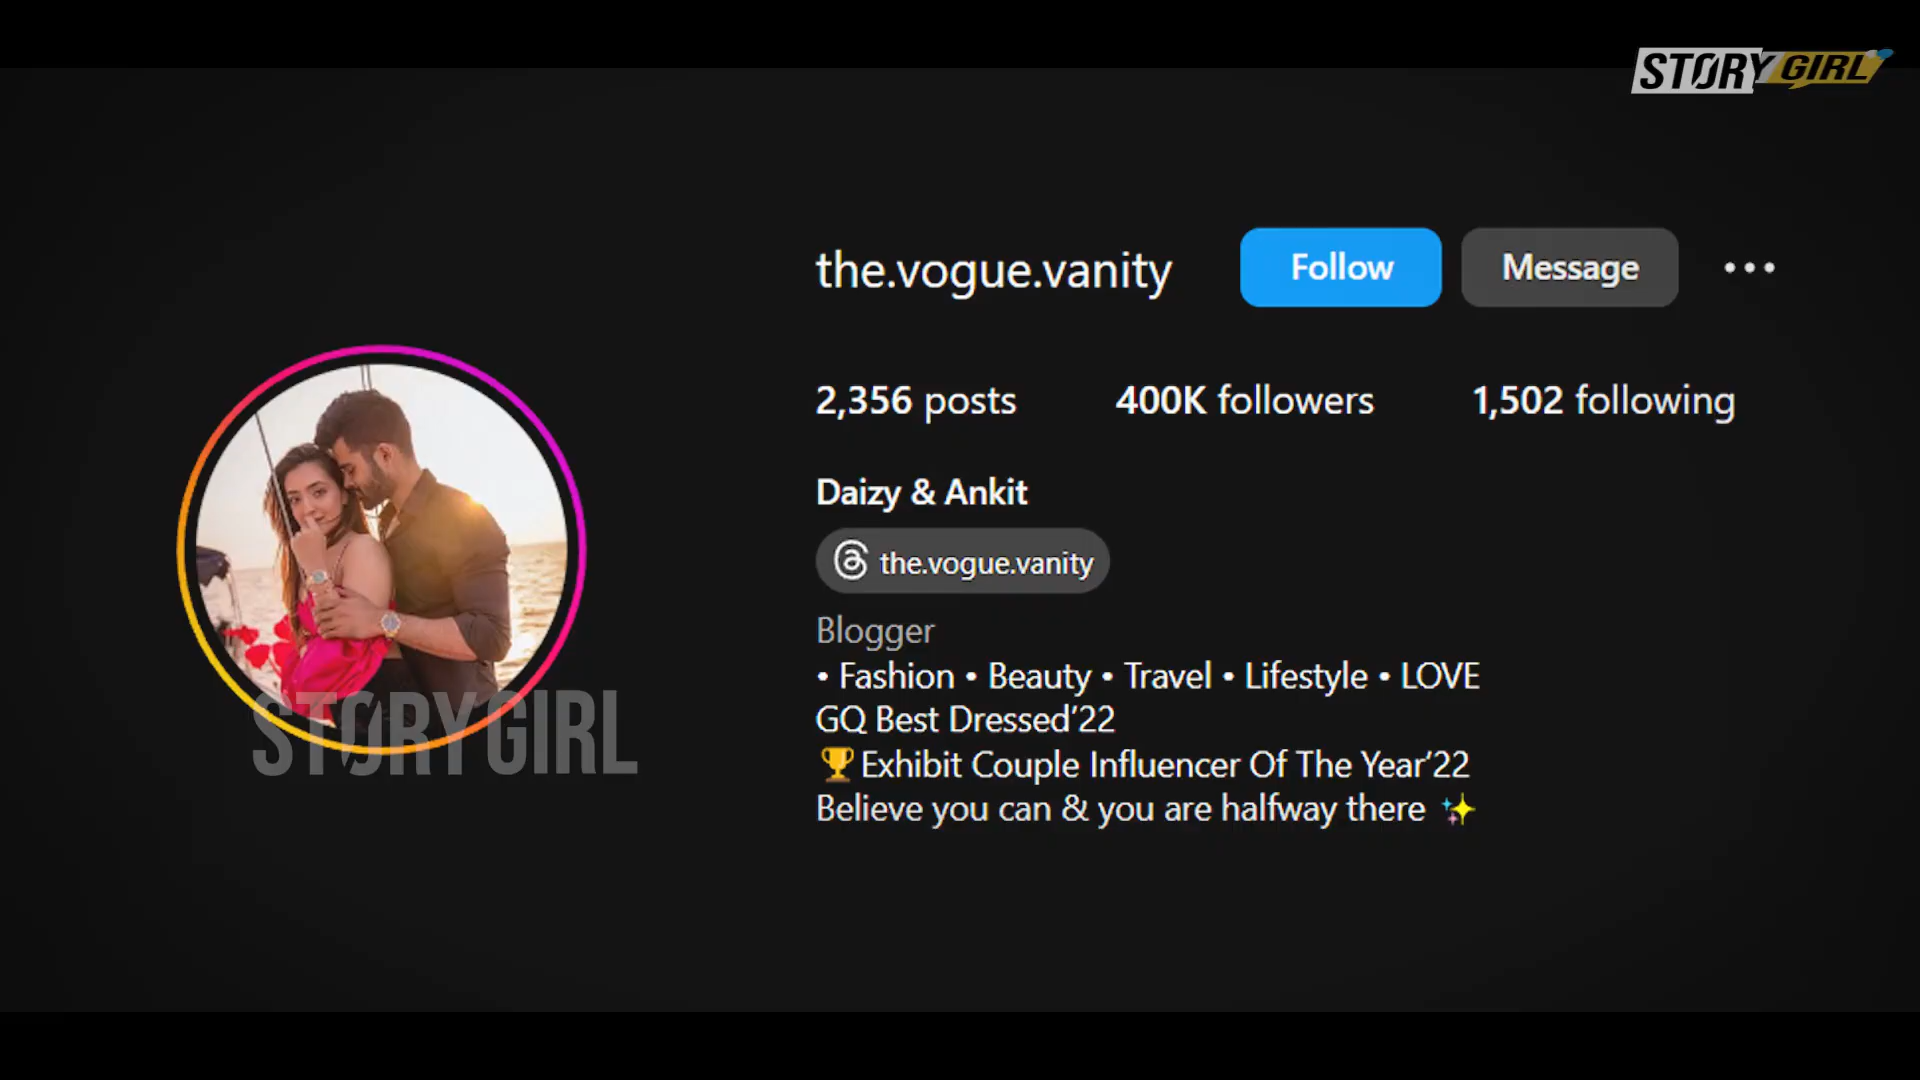 STORY GIRL
the.vogue.vanity Follow Message
2,356 posts 400K followers 1,502 following
Daizy & Ankit
the.vogue.vanity
Blogger
• Fashion • Beauty • Travel • Lifestyle • LOVE
GQ Best Dressed'22
🏆Exhibit Couple Influencer Of The Year'22
Believe you can & you are halfway there ✨
STORYGIRL